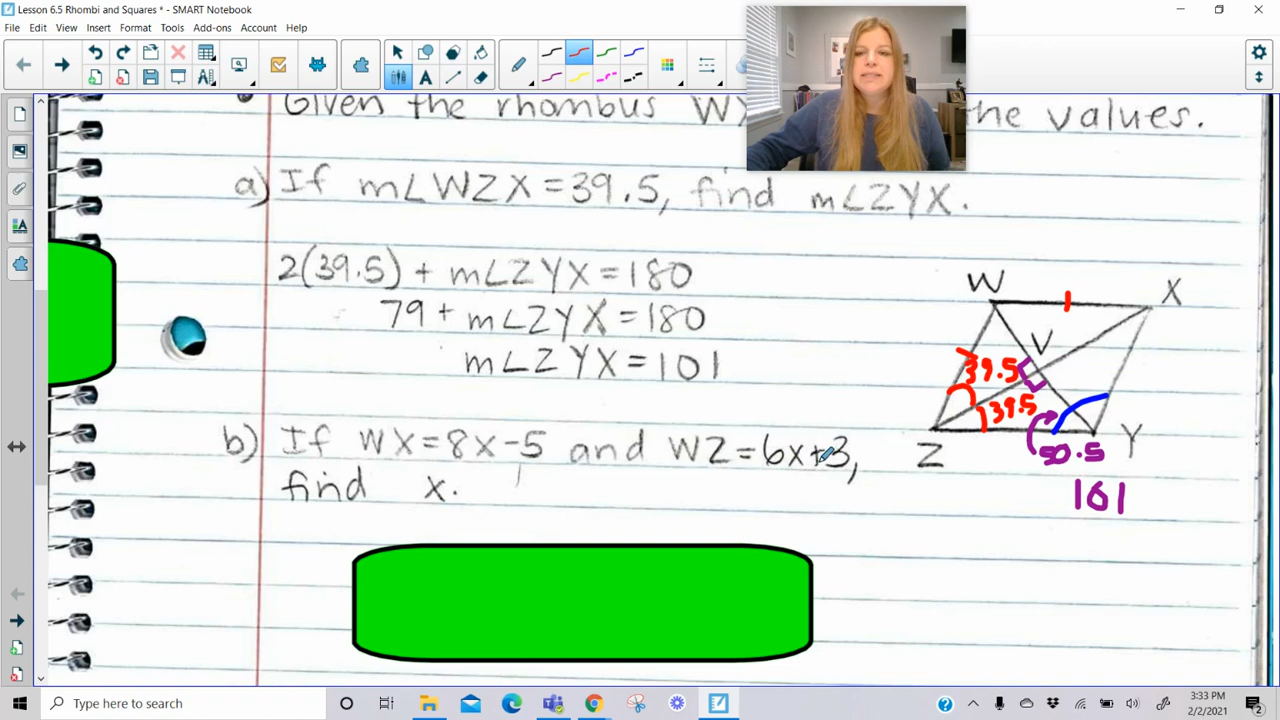 Lesson 6.5 Rhombi and Squares * - SMART Notebook
File Edit View Insert Format Tools Add-ons Account Help
Given the rhombus the values.
a) If m∠WZX=39.5, find m∠ZYX.
2(39.5) + m∠ZYX=180
79 + m∠ZYX=180
m∠ZYX=101
b) If WX=8x-5 and WZ=6x+3,
find x.
W
X
V
39.5
39.5
Z
Y
50.5
101
Type here to search
3:33 PM
2/2/2021
2